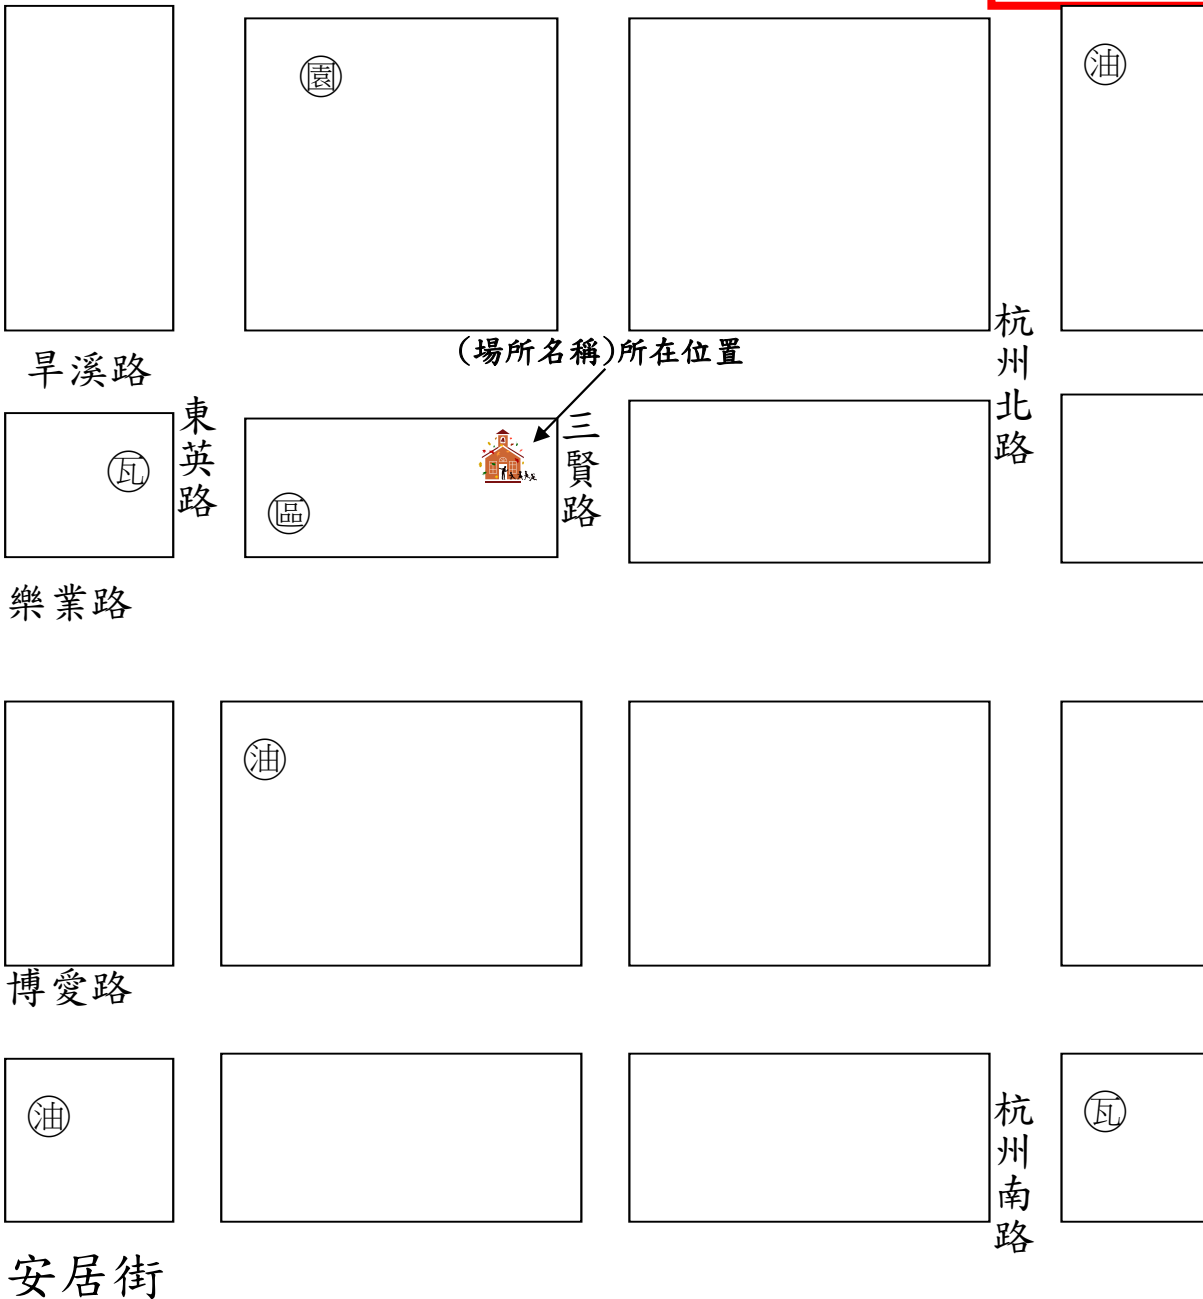 園
油
杭州北路
(場所名稱)所在位置
旱溪路
東英路
三賢路
瓦
區
樂業路
油
博愛路
油
杭州南路
瓦
安居街